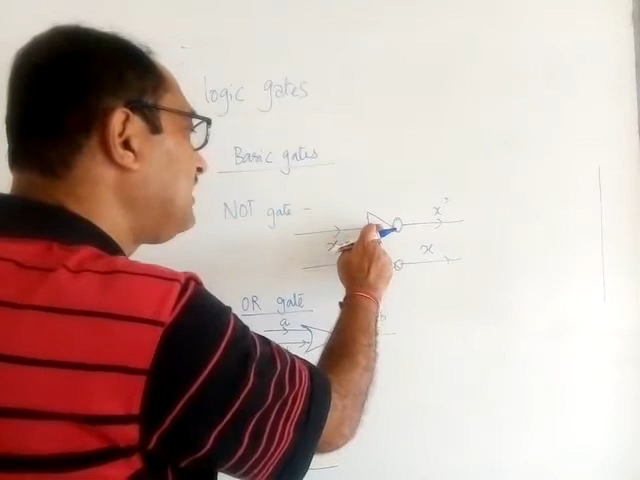 logic gates
Basic gates
NOT gate -
x'
x
x
OR gate
a
b